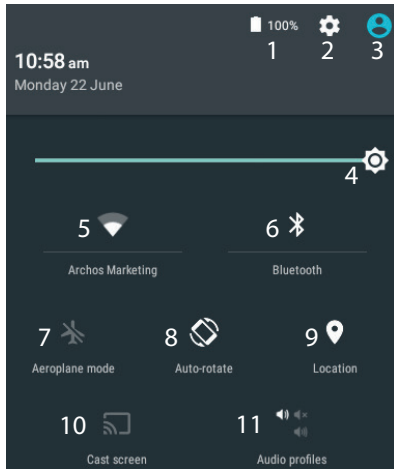 100%
1 2 3
10:58 am
Monday 22 June
4
5 6
Archos Marketing Bluetooth
7 8 9
Aeroplane mode Auto-rotate Location
10 11
Cast screen Audio profiles